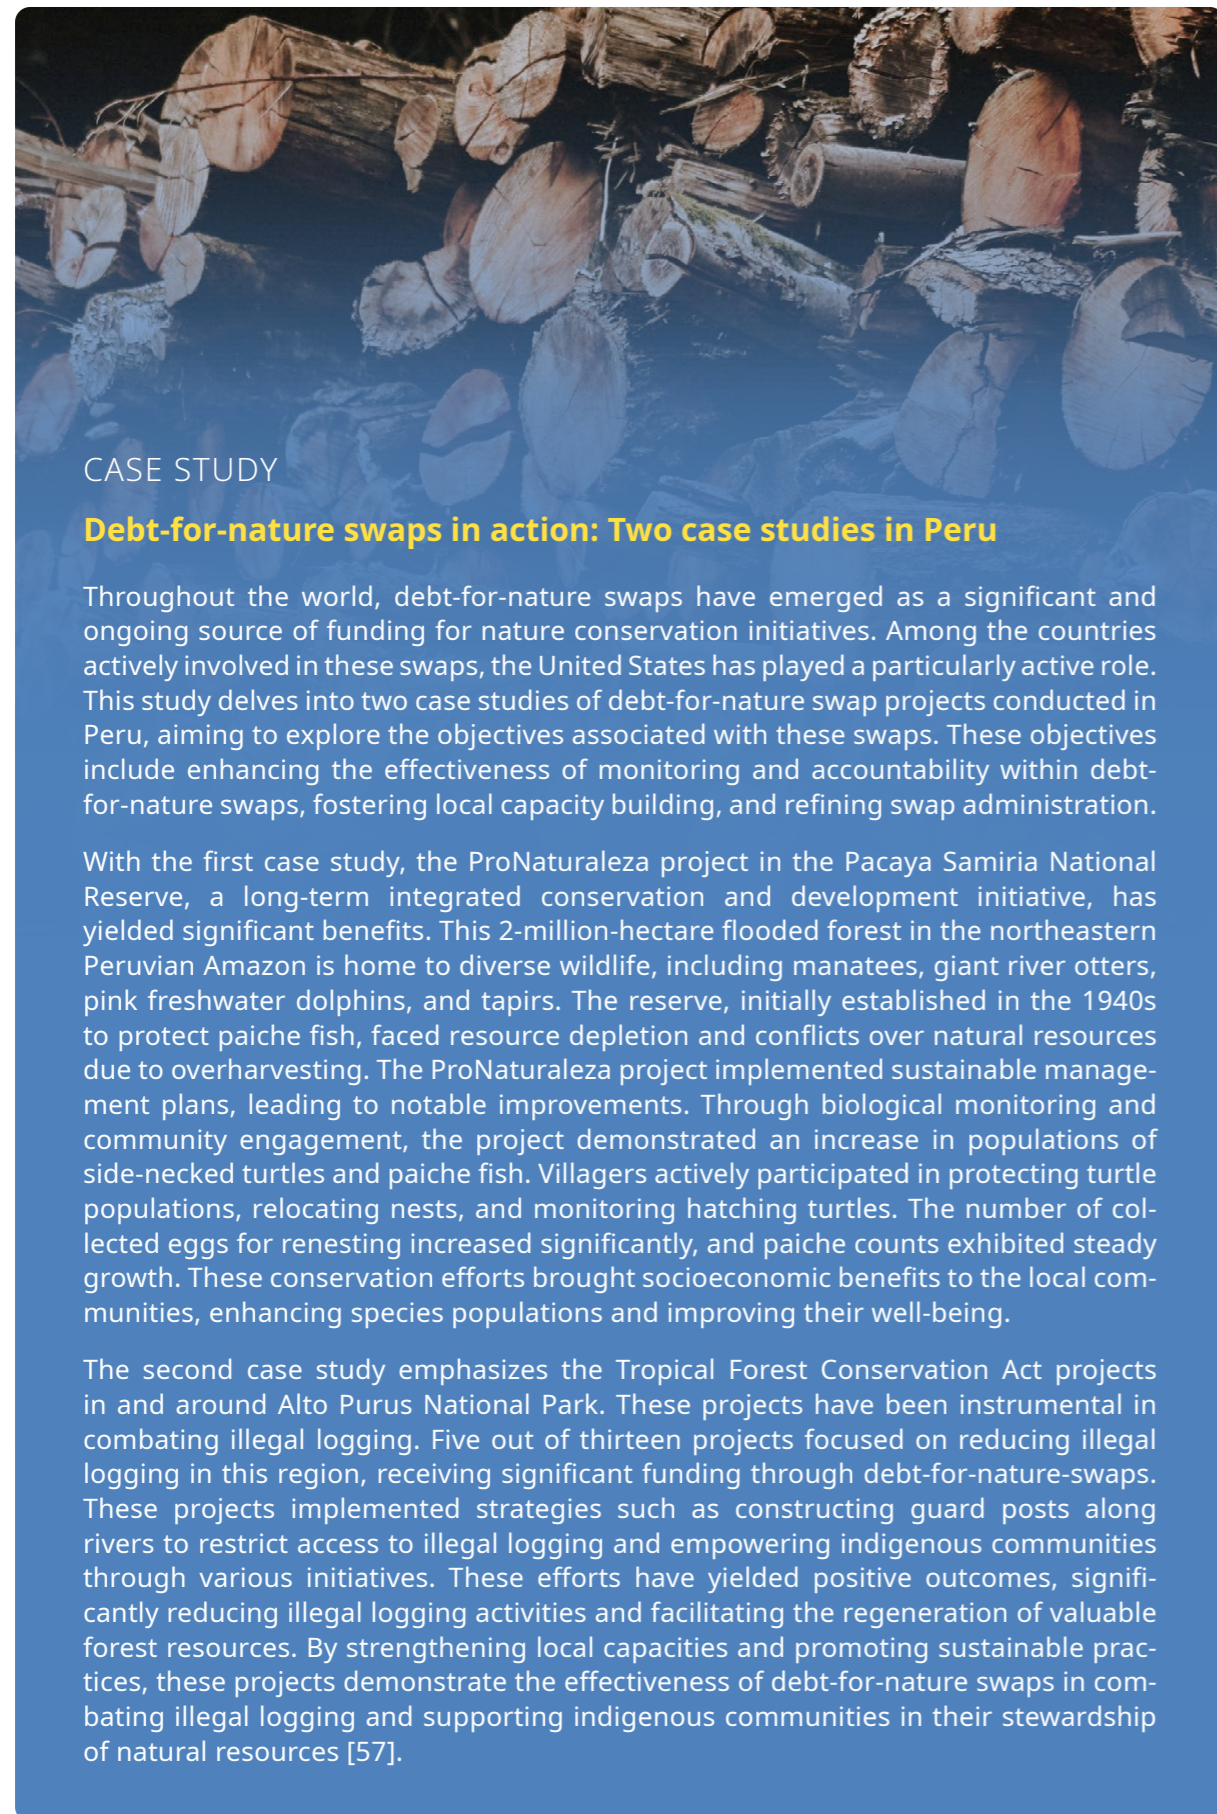 CASE STUDY
Debt-for-nature swaps in action: Two case studies in Peru
Throughout the world, debt-for-nature swaps have emerged as a significant and
ongoing source of funding for nature conservation initiatives. Among the countries
actively involved in these swaps, the United States has played a particularly active role.
This study delves into two case studies of debt-for-nature swap projects conducted in
Peru, aiming to explore the objectives associated with these swaps. These objectives
include enhancing the effectiveness of monitoring and accountability within debt-
for-nature swaps, fostering local capacity building, and refining swap administration.
With the first case study, the ProNaturaleza project in the Pacaya Samiria National
Reserve, a long-term integrated conservation and development initiative, has
yielded significant benefits. This 2-million-hectare flooded forest in the northeastern
Peruvian Amazon is home to diverse wildlife, including manatees, giant river otters,
pink freshwater dolphins, and tapirs. The reserve, initially established in the 1940s
to protect paiche fish, faced resource depletion and conflicts over natural resources
due to overharvesting. The ProNaturaleza project implemented sustainable manage-
ment plans, leading to notable improvements. Through biological monitoring and
community engagement, the project demonstrated an increase in populations of
side-necked turtles and paiche fish. Villagers actively participated in protecting turtle
populations, relocating nests, and monitoring hatching turtles. The number of col-
lected eggs for renesting increased significantly, and paiche counts exhibited steady
growth. These conservation efforts brought socioeconomic benefits to the local com-
munities, enhancing species populations and improving their well-being.
The second case study emphasizes the Tropical Forest Conservation Act projects
in and around Alto Purus National Park. These projects have been instrumental in
combating illegal logging. Five out of thirteen projects focused on reducing illegal
logging in this region, receiving significant funding through debt-for-nature-swaps.
These projects implemented strategies such as constructing guard posts along
rivers to restrict access to illegal logging and empowering indigenous communities
through various initiatives. These efforts have yielded positive outcomes, signifi-
cantly reducing illegal logging activities and facilitating the regeneration of valuable
forest resources. By strengthening local capacities and promoting sustainable prac-
tices, these projects demonstrate the effectiveness of debt-for-nature swaps in com-
bating illegal logging and supporting indigenous communities in their stewardship
of natural resources [57].